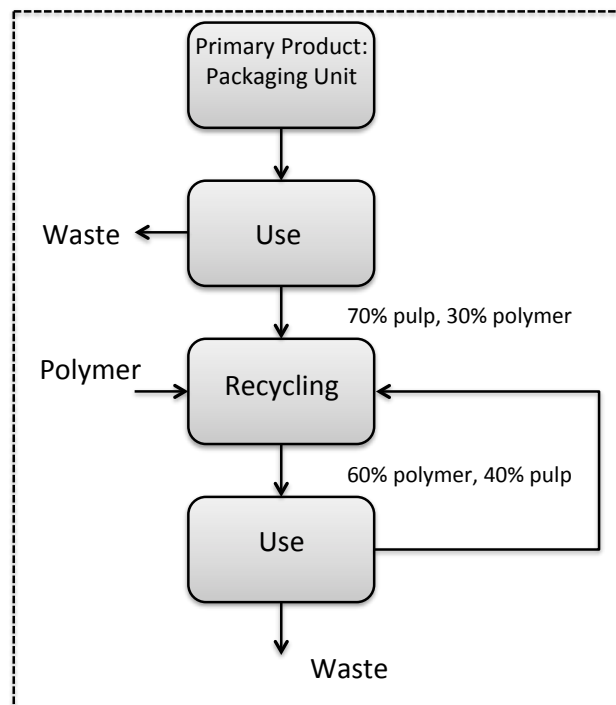 Primary Product:
Packaging Unit
Use
Waste
70% pulp, 30% polymer
Polymer
Recycling
60% polymer, 40% pulp
Use
Waste